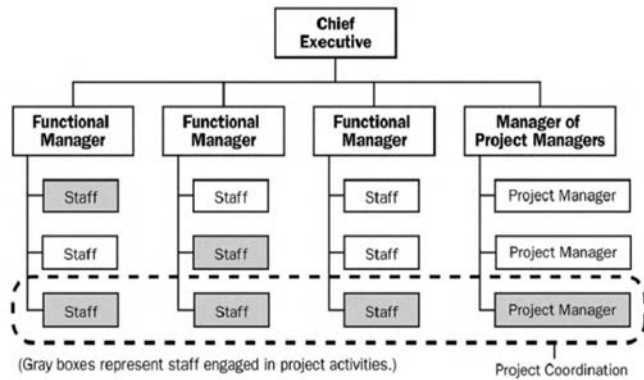 Chief
Executive
Functional
Manager
Functional
Manager
Functional
Manager
Manager of
Project Managers
Staff
Staff
Staff
Project Manager
Staff
Staff
Staff
Project Manager
Staff
Staff
Staff
Project Manager
(Gray boxes represent staff engaged in project activities.)
Project Coordination